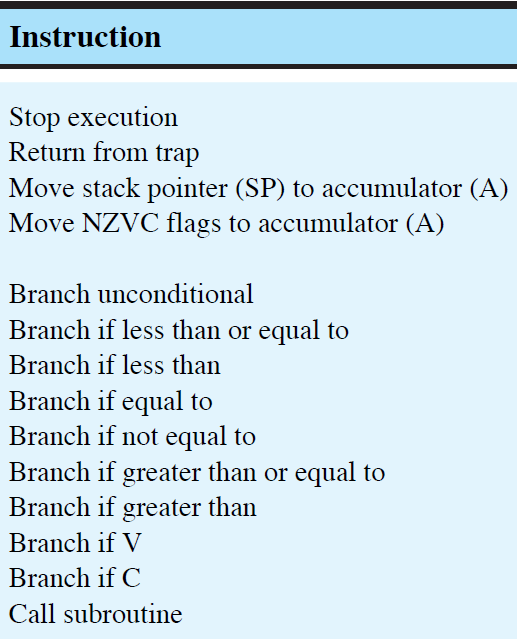 Instruction
Stop execution
Return from trap
Move stack pointer (SP) to accumulator (A)
Move NZVC flags to accumulator (A)
Branch unconditional
Branch if less than or equal to
Branch if less than
Branch if equal to
Branch if not equal to
Branch if greater than or equal to
Branch if greater than
Branch if V
Branch if C
Call subroutine